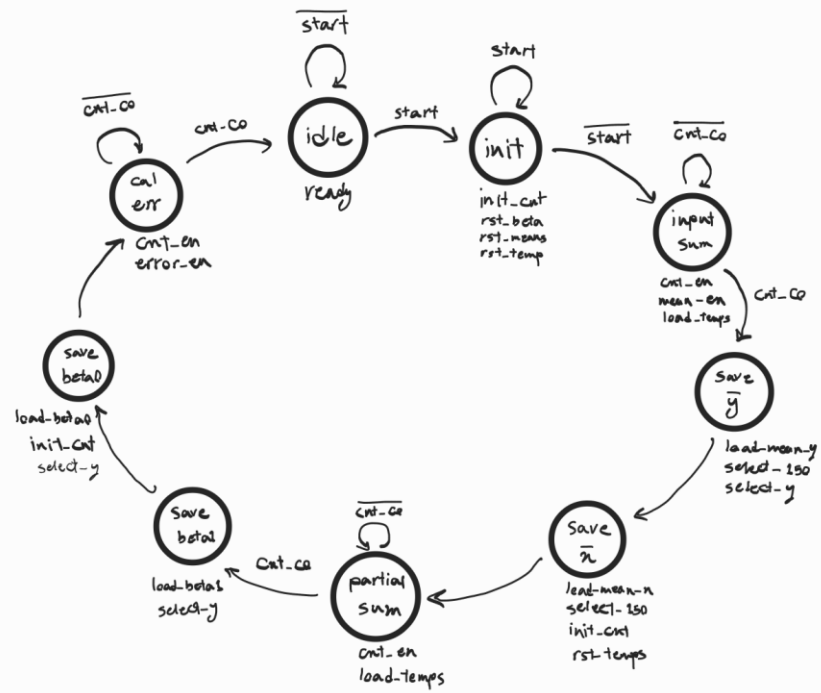 start
idle
ready
start
start
init
init_cnt
rst_beta
rst_means
rst_temp
start
cnt_co
input
sum
cnt_en
mean_en
load_temps
cnt_co
save
y
load_mean_y
select_150
select_y
save
x
load_mean_x
select_150
init_cnt
rst_temps
cnt_co
partial
sum
cnt_en
load_temps
cnt_co
save
beta1
load_beta1
select_y
save
beta0
load_beta0
init_cnt
select_y
cnt_co
cal
err
cnt_en
error_en
cnt_co